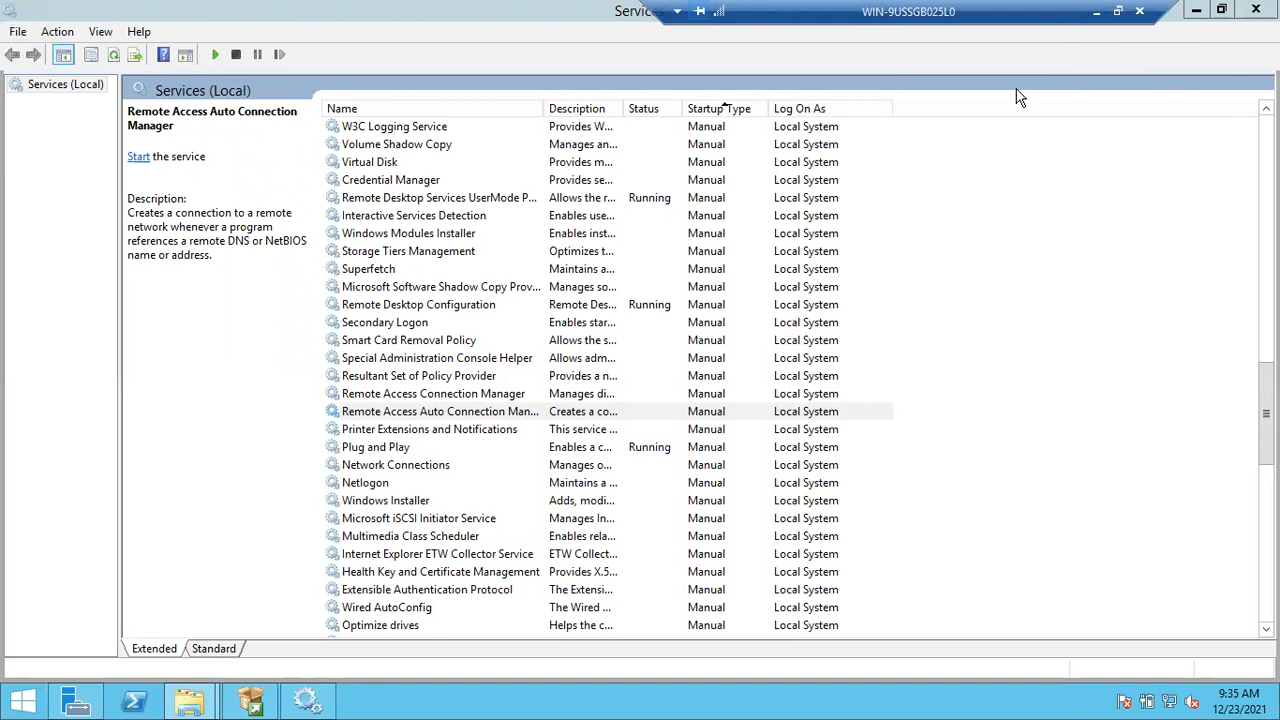 Services
WIN-9USSGB025L0
File Action View Help
Services (Local)
Services (Local)
Remote Access Auto Connection
Manager
Start the service
Description:
Creates a connection to a remote
network whenever a program
references a remote DNS or NetBIOS
name or address.
Name Description Status Startup Type Log On As
W3C Logging Service Provides W... Manual Local System
Volume Shadow Copy Manages an... Manual Local System
Virtual Disk Provides m... Manual Local System
Credential Manager Provides se... Manual Local System
Remote Desktop Services UserMode P... Allows the r... Running Manual Local System
Interactive Services Detection Enables use... Manual Local System
Windows Modules Installer Enables inst... Manual Local System
Storage Tiers Management Optimizes t... Manual Local System
Superfetch Maintains a... Manual Local System
Microsoft Software Shadow Copy Prov... Manages so... Manual Local System
Remote Desktop Configuration Remote Des... Running Manual Local System
Secondary Logon Enables star... Manual Local System
Smart Card Removal Policy Allows the s... Manual Local System
Special Administration Console Helper Allows adm... Manual Local System
Resultant Set of Policy Provider Provides a n... Manual Local System
Remote Access Connection Manager Manages di... Manual Local System
Remote Access Auto Connection Man... Creates a co... Manual Local System
Printer Extensions and Notifications This service ... Manual Local System
Plug and Play Enables a c... Running Manual Local System
Network Connections Manages o... Manual Local System
Netlogon Maintains a ... Manual Local System
Windows Installer Adds, modi... Manual Local System
Microsoft iSCSI Initiator Service Manages In... Manual Local System
Multimedia Class Scheduler Enables rela... Manual Local System
Internet Explorer ETW Collector Service ETW Collect... Manual Local System
Health Key and Certificate Management Provides X.5... Manual Local System
Extensible Authentication Protocol The Extensi... Manual Local System
Wired AutoConfig The Wired ... Manual Local System
Optimize drives Helps the c... Manual Local System
Extended Standard
9:35 AM
12/23/2021